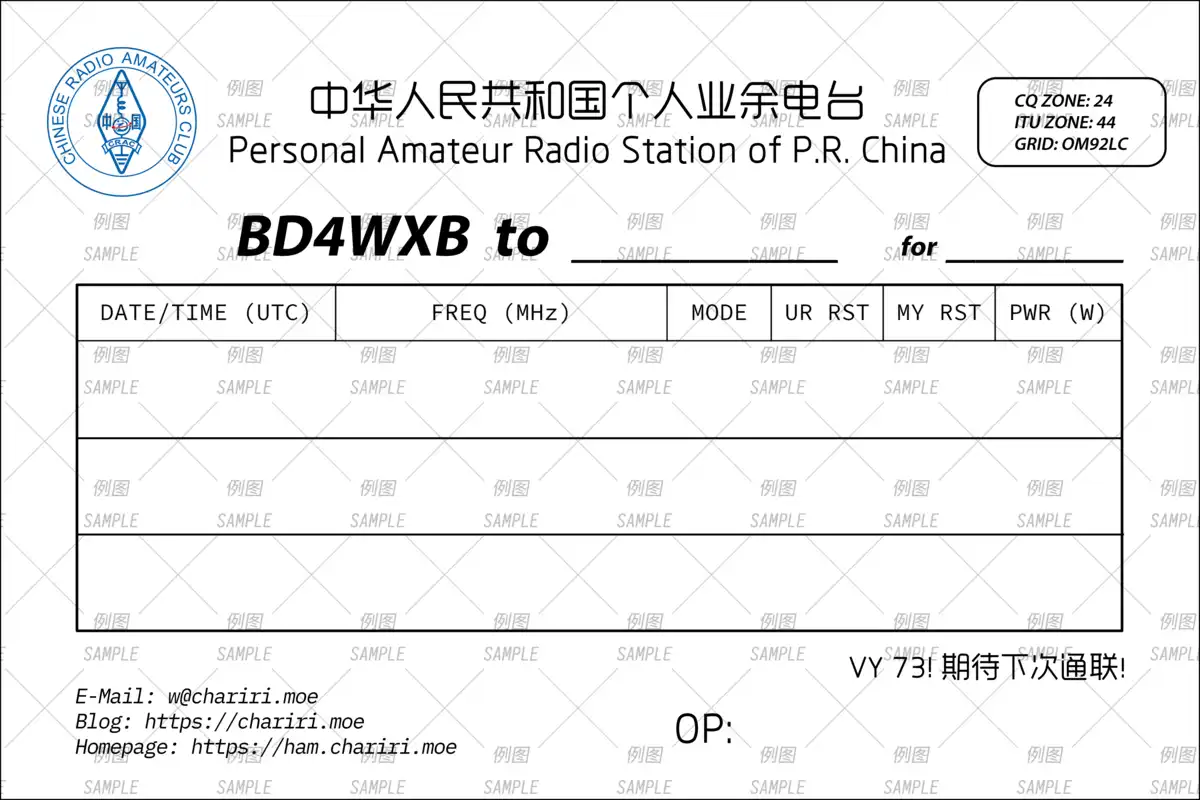 CHINESE RADIO AMATEURS CLUB
中国
CRAC
中华人民共和国个人业余电台
Personal Amateur Radio Station of P.R. China
CQ ZONE: 24
ITU ZONE: 44
GRID: OM92LC
BD4WXB to
for
DATE/TIME (UTC) FREQ (MHz) MODE UR RST MY RST PWR (W)
VY 73! 期待下次通联!
E-Mail: w@chariri.moe
Blog: https://chariri.moe
Homepage: https://ham.chariri.moe
OP:
例图
SAMPLE